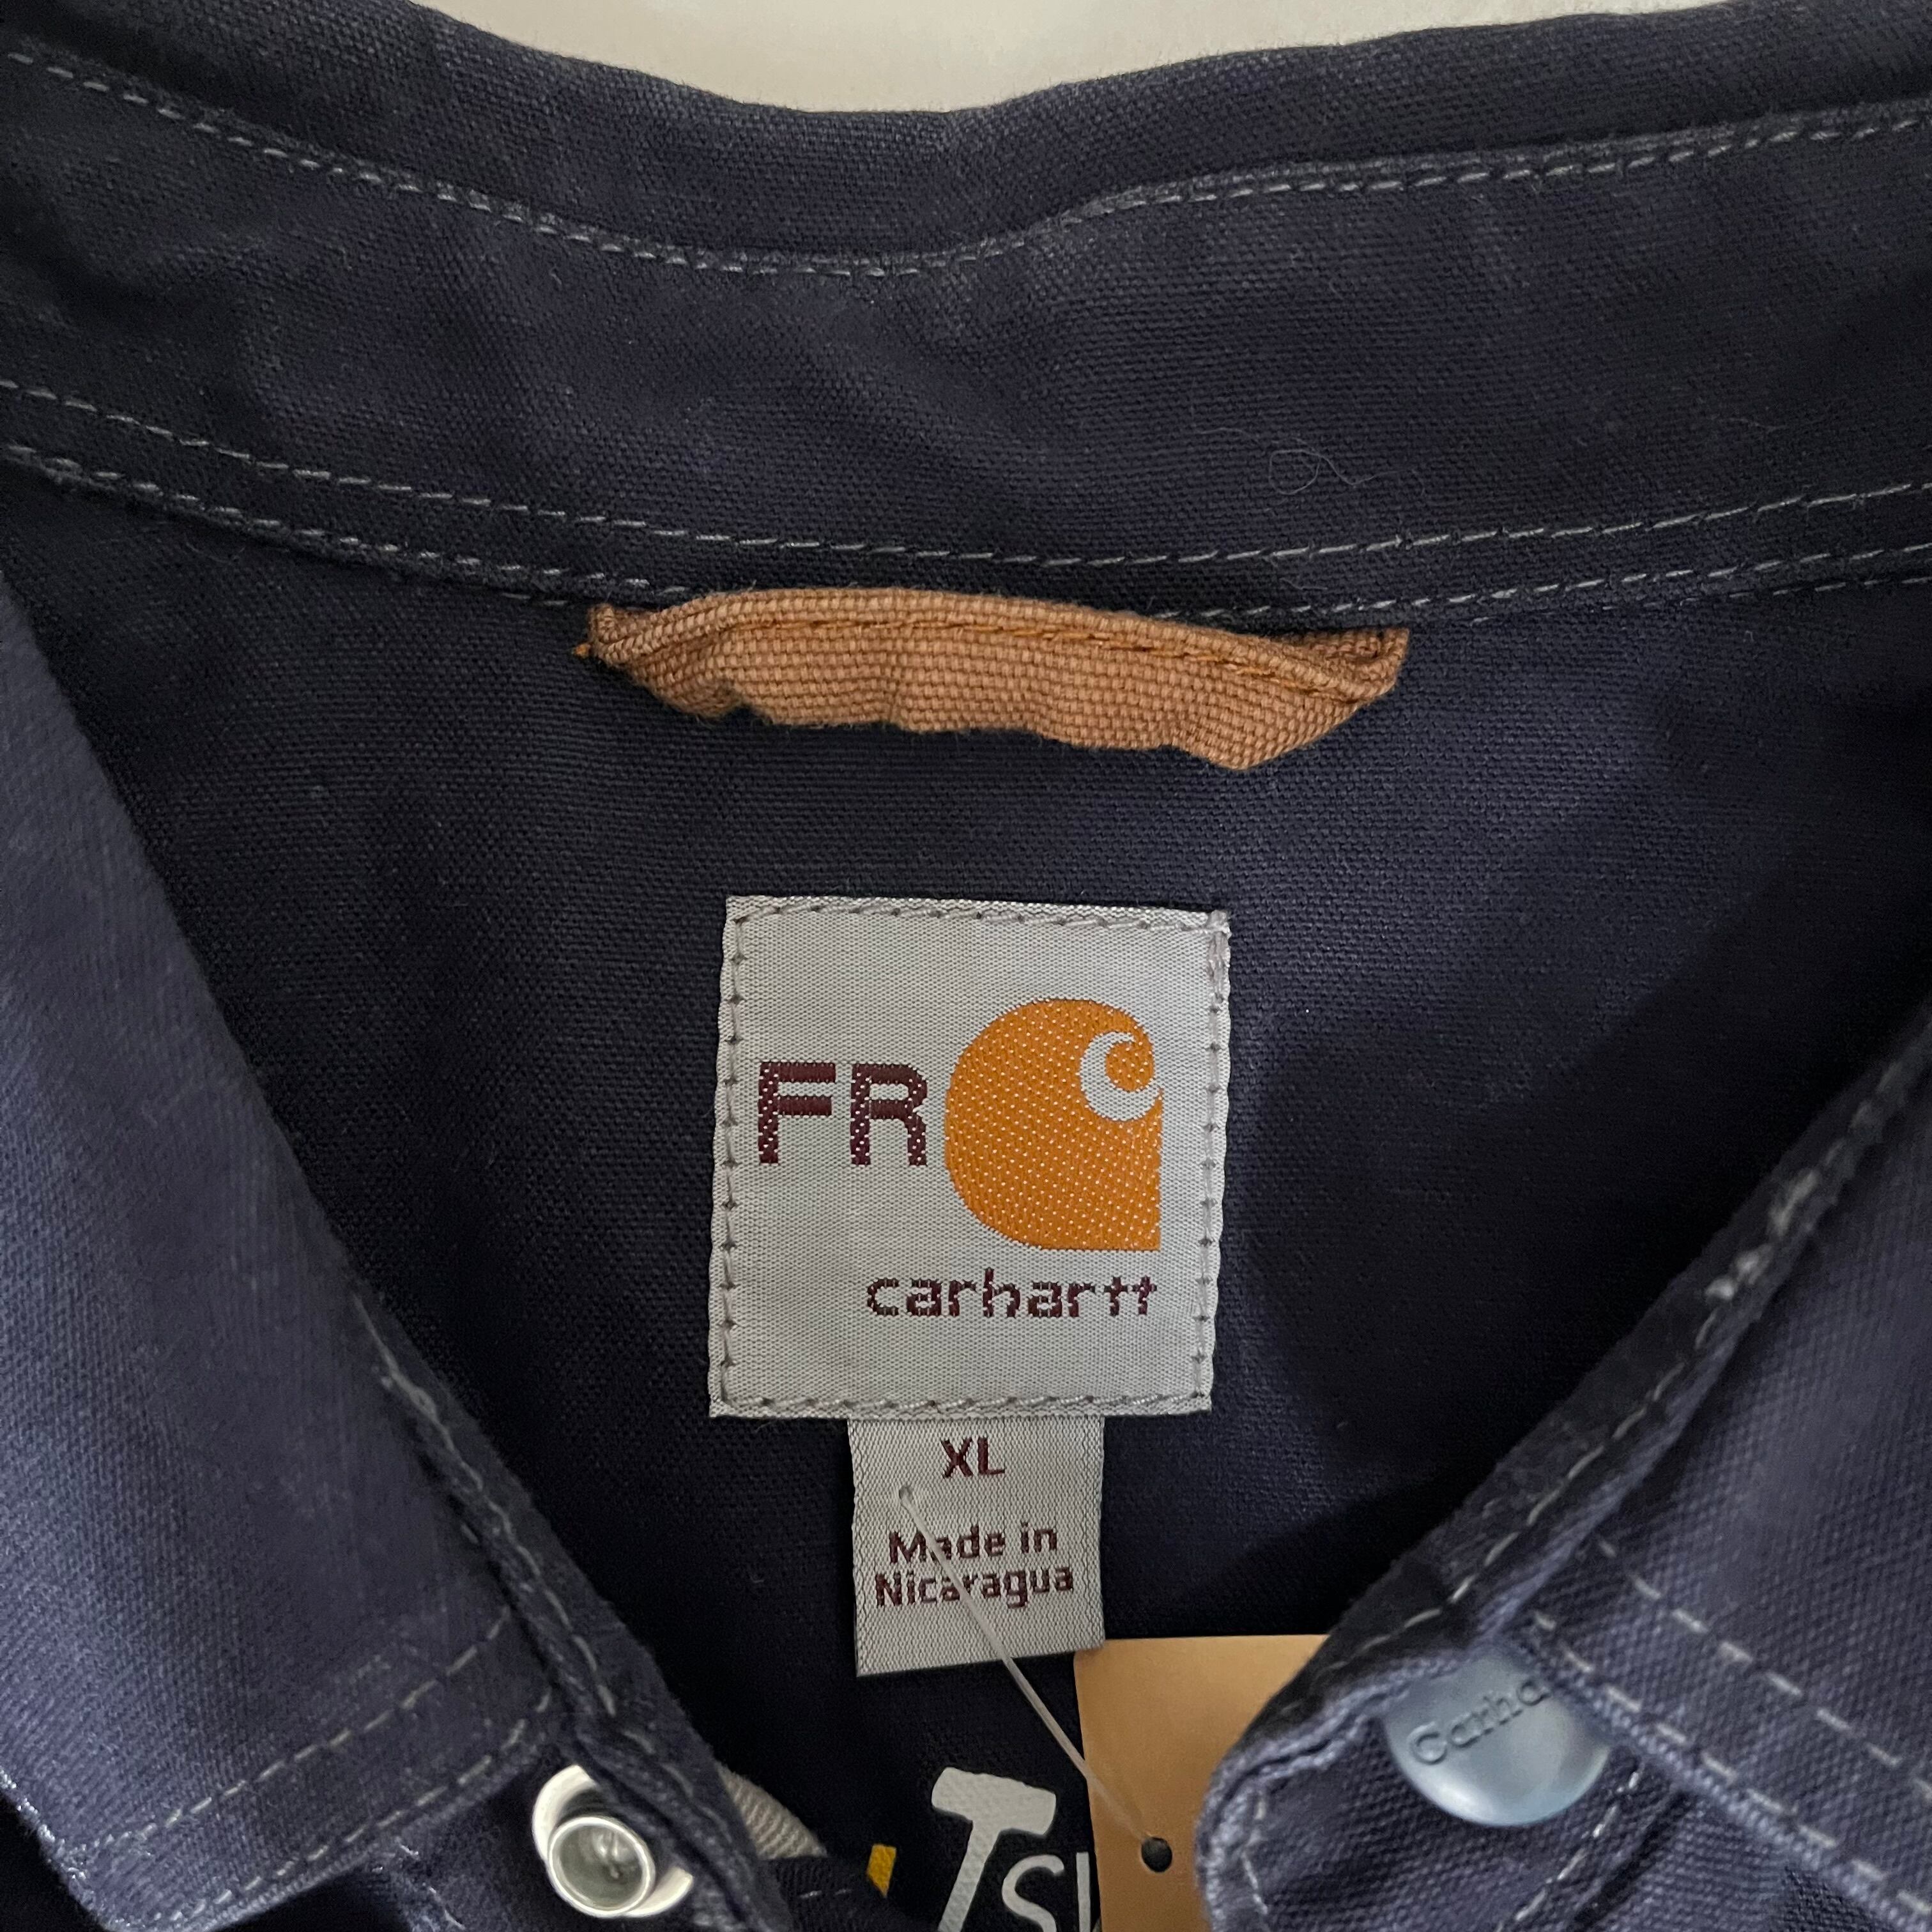 FR
carhartt
XL
Made in
Nicaragua